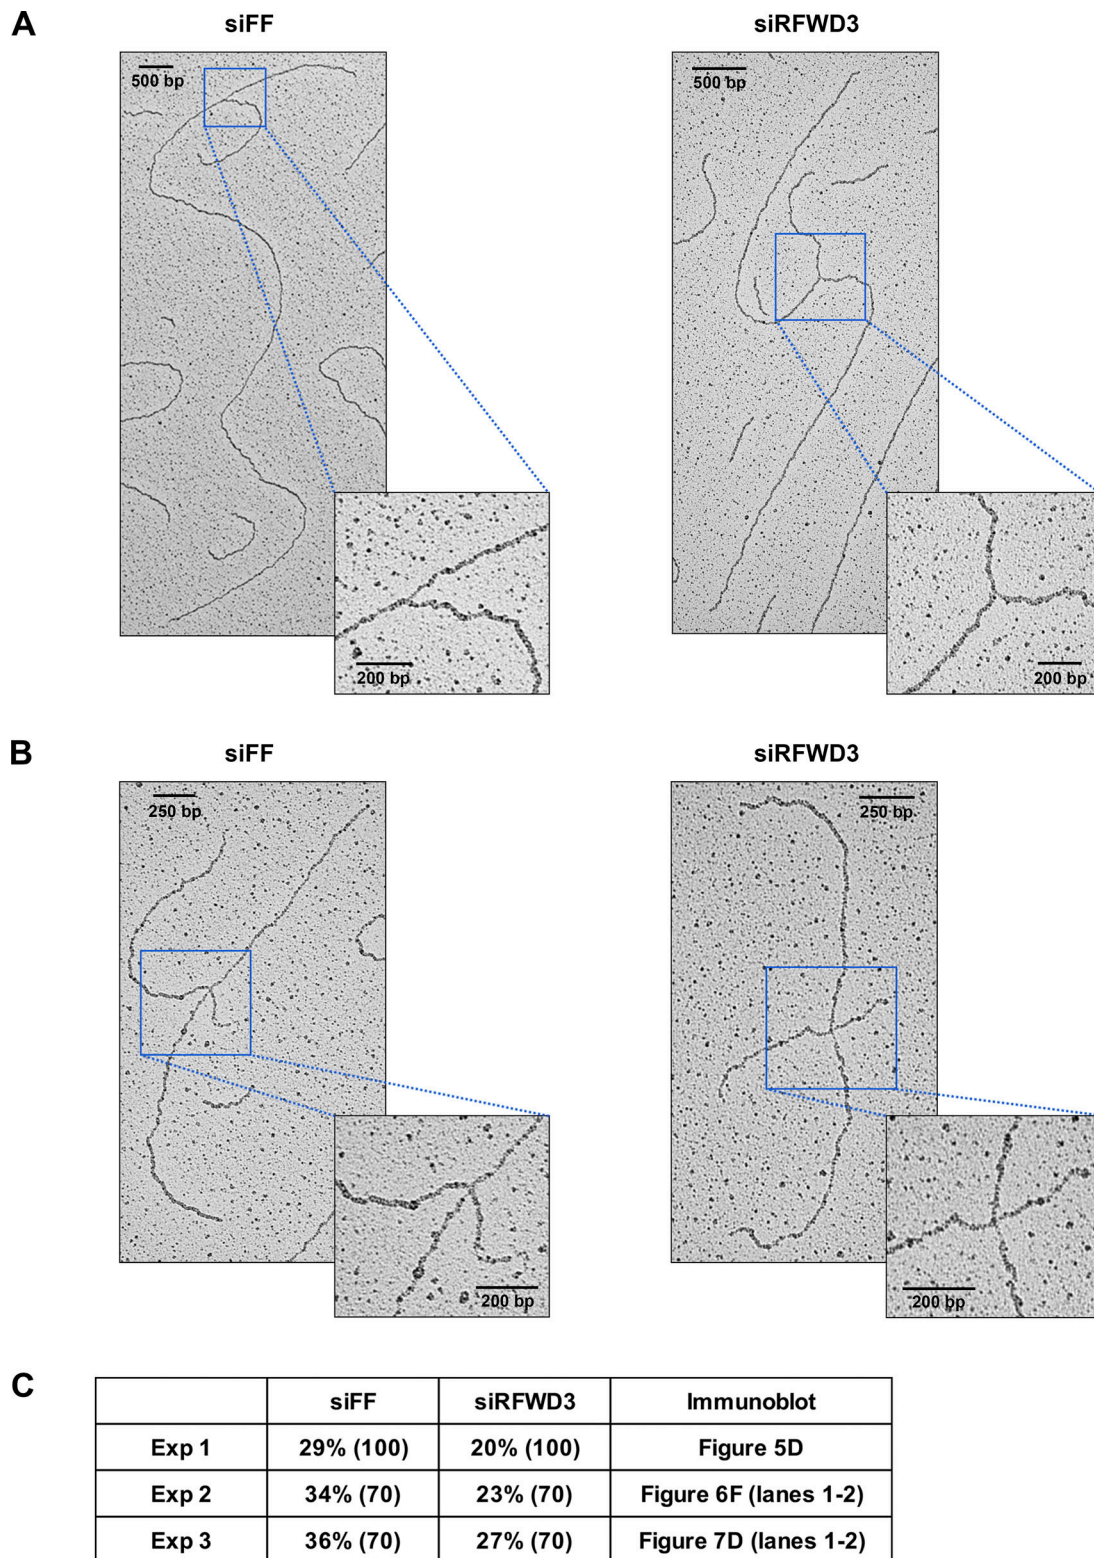 A
siFF
siRFWD3
500 bp
500 bp
200 bp
200 bp
B
siFF
siRFWD3
250 bp
250 bp
200 bp
200 bp
C
siFF siRFWD3 Immunoblot
Exp 1 29% (100) 20% (100) Figure 5D
Exp 2 34% (70) 23% (70) Figure 6F (lanes 1-2)
Exp 3 36% (70) 27% (70) Figure 7D (lanes 1-2)